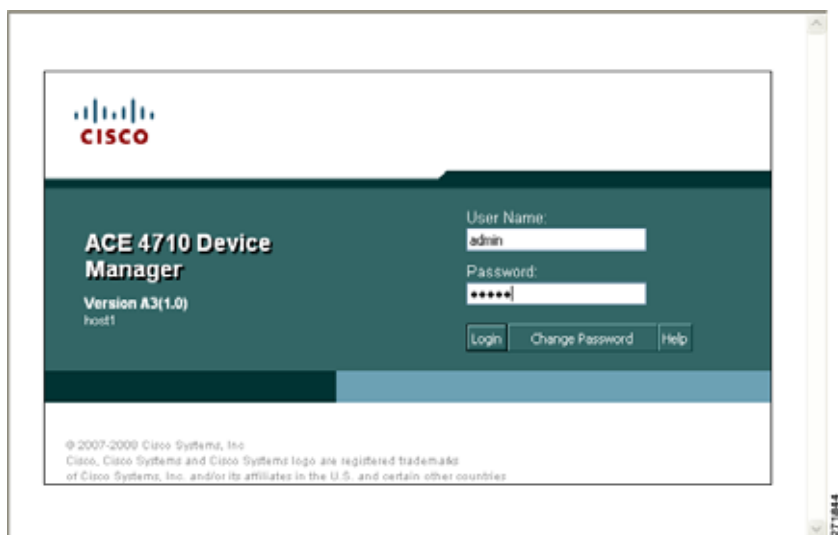 CISCO
ACE 4710 Device
Manager
Version A3(1.0)
host1
User Name:
admin
Password:
•••••
Login
Change Password
Help
© 2007-2008 Cisco Systems, Inc
Cisco, Cisco Systems and Cisco Systems logo are registered trademarks
of Cisco Systems, Inc. and/or its affiliates in the U.S. and certain other countries
271844